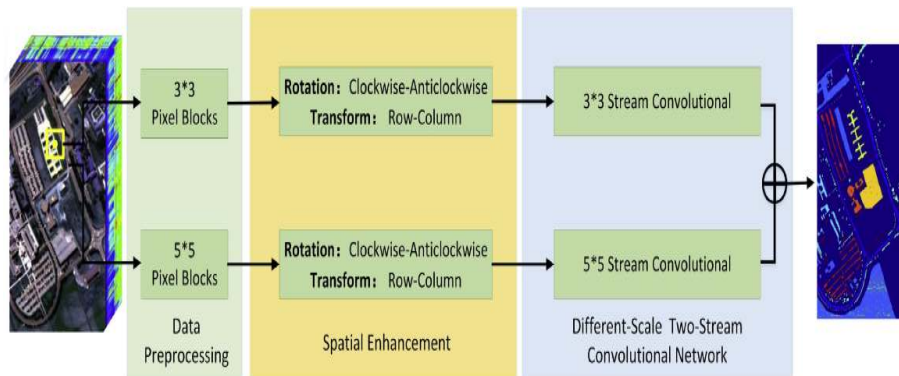 3*3
Pixel Blocks
Rotation: Clockwise-Anticlockwise
Transform: Row-Column
3*3 Stream Convolutional
5*5
Pixel Blocks
Rotation: Clockwise-Anticlockwise
Transform: Row-Column
5*5 Stream Convolutional
Data
Preprocessing
Spatial Enhancement
Different-Scale Two-Stream
Convolutional Network